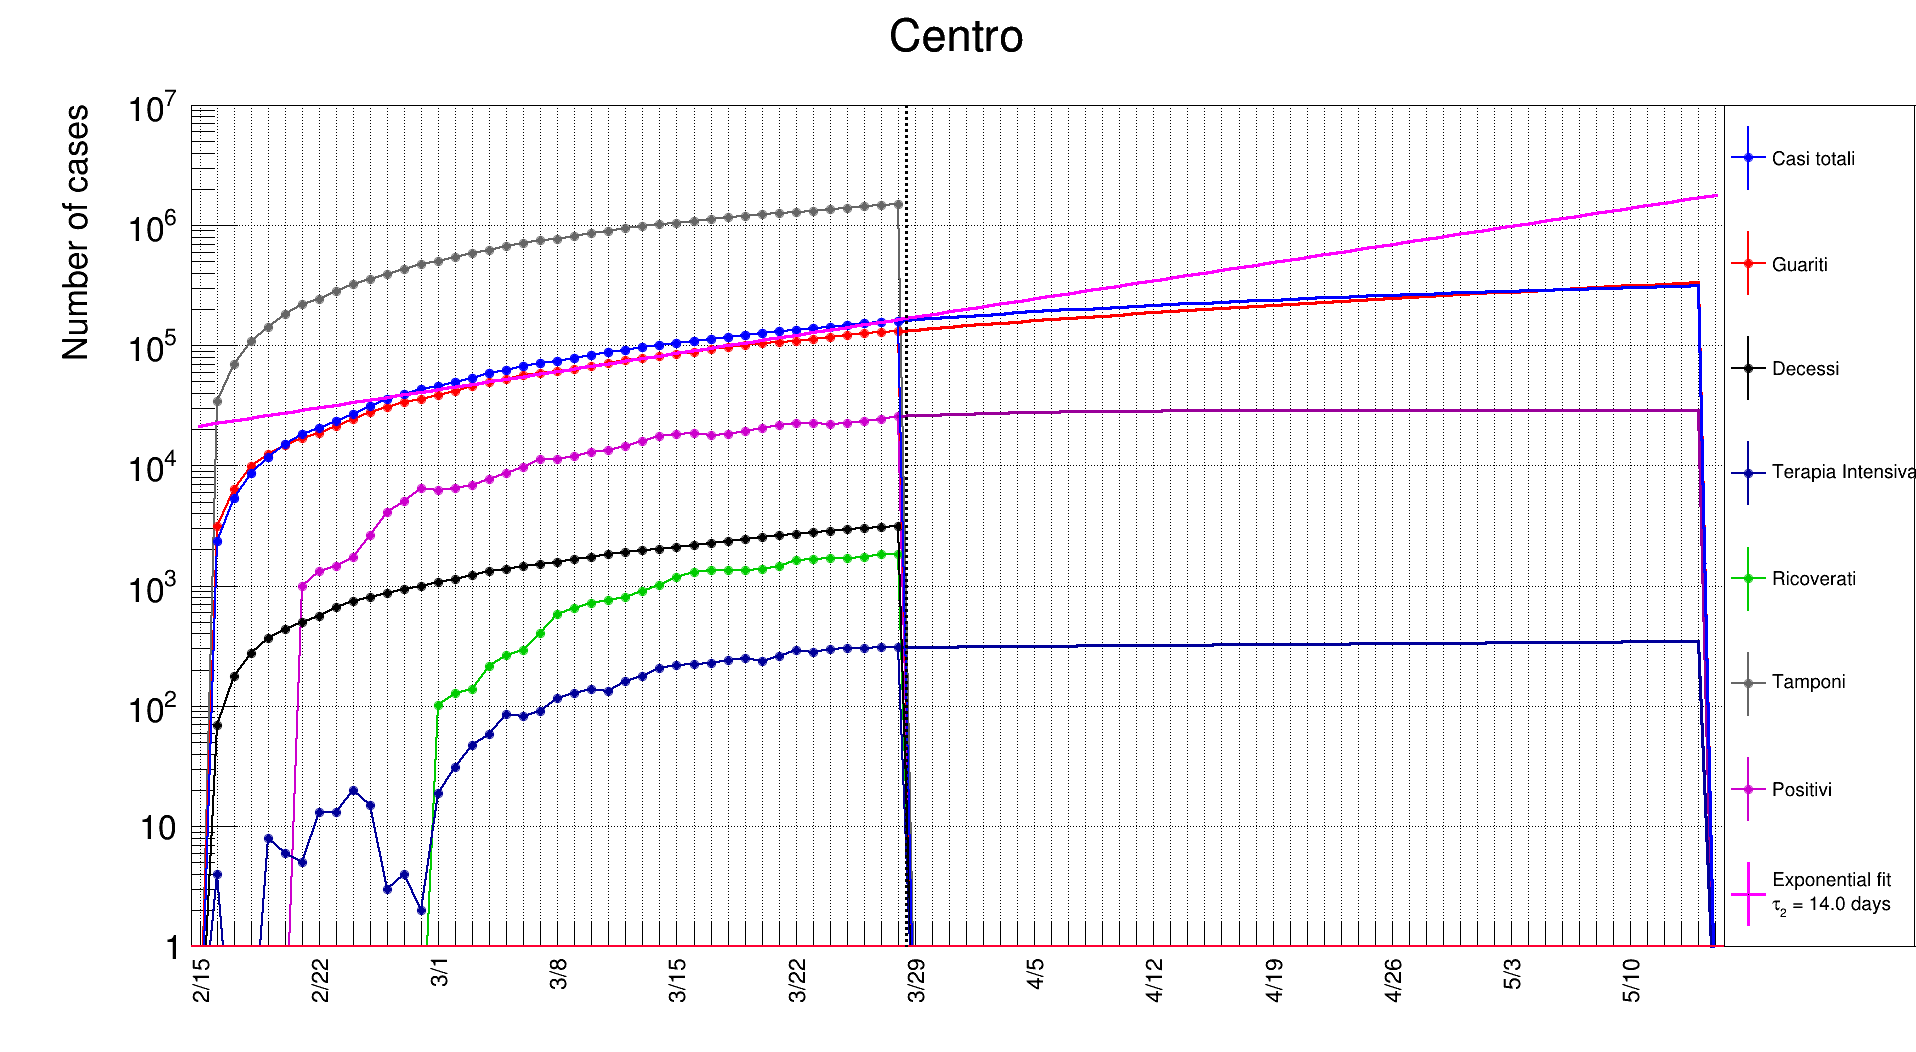 Centro
Number of cases
10^7
10^6
10^5
10^4
10^3
10^2
10
1
2/15
2/22
3/1
3/8
3/15
3/22
3/29
4/5
4/12
4/19
4/26
5/3
5/10
Casi totali
Guariti
Decessi
Terapia Intensiva
Ricoverati
Tamponi
Positivi
Exponential fit
τ₂ = 14.0 days